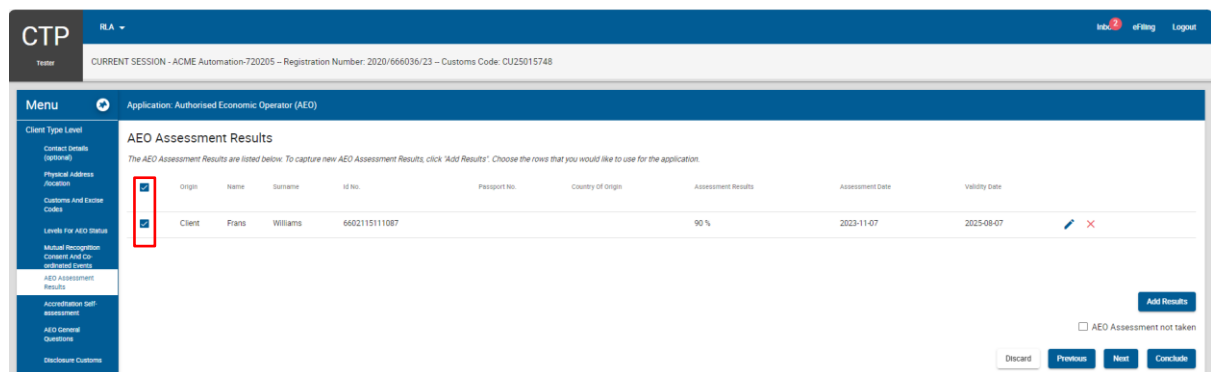 CTP
Tester
RLA
Inbox 2 eFiling Logout
CURRENT SESSION - ACME Automation-720205 – Registration Number: 2020/666036/23 – Customs Code: CU25015748
Menu
Client Type Level
Contact Details
(optional)
Physical Address
/location
Customs And Excise
Codes
Levels For AEO Status
Mutual Recognition
Consent And Co-
ordinated Events
AEO Assessment
Results
Accreditation Self-
assessment
AEO General
Questions
Disclosure Customs
Application: Authorised Economic Operator (AEO)
AEO Assessment Results
The AEO Assessment Results are listed below. To capture new AEO Assessment Results, click "Add Results". Choose the rows that you would like to use for the application.
Origin Name Surname Id No. Passport No. Country Of Origin Assessment Results Assessment Date Validity Date
Client Frans Williams 6602115111087 90 % 2023-11-07 2025-08-07
Add Results
AEO Assessment not taken
Discard Previous Next Conclude